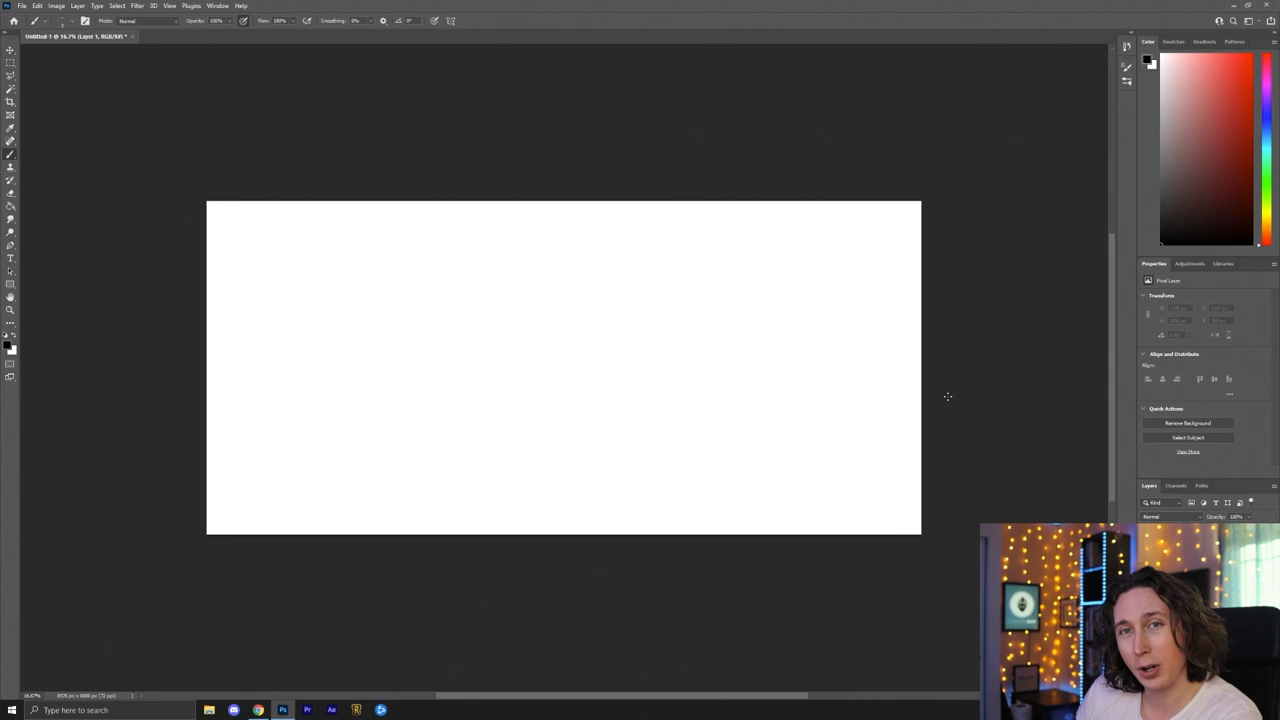 File Edit Image Layer Type Select Filter 3D View Plugins Window Help
Mode: Normal Opacity: 100% Flow: 100% Smoothing: 0% 0°
Untitled-1 @ 16.7% (Layer 1, RGB/8#) *
Color Swatches Gradients Patterns
Properties Adjustments Libraries
Pixel Layer
Transform
Align and Distribute
Align:
Quick Actions
Remove Background
Select Subject
View More
Layers Channels Paths
Kind
Normal Opacity: 100%
16.67%
Type here to search